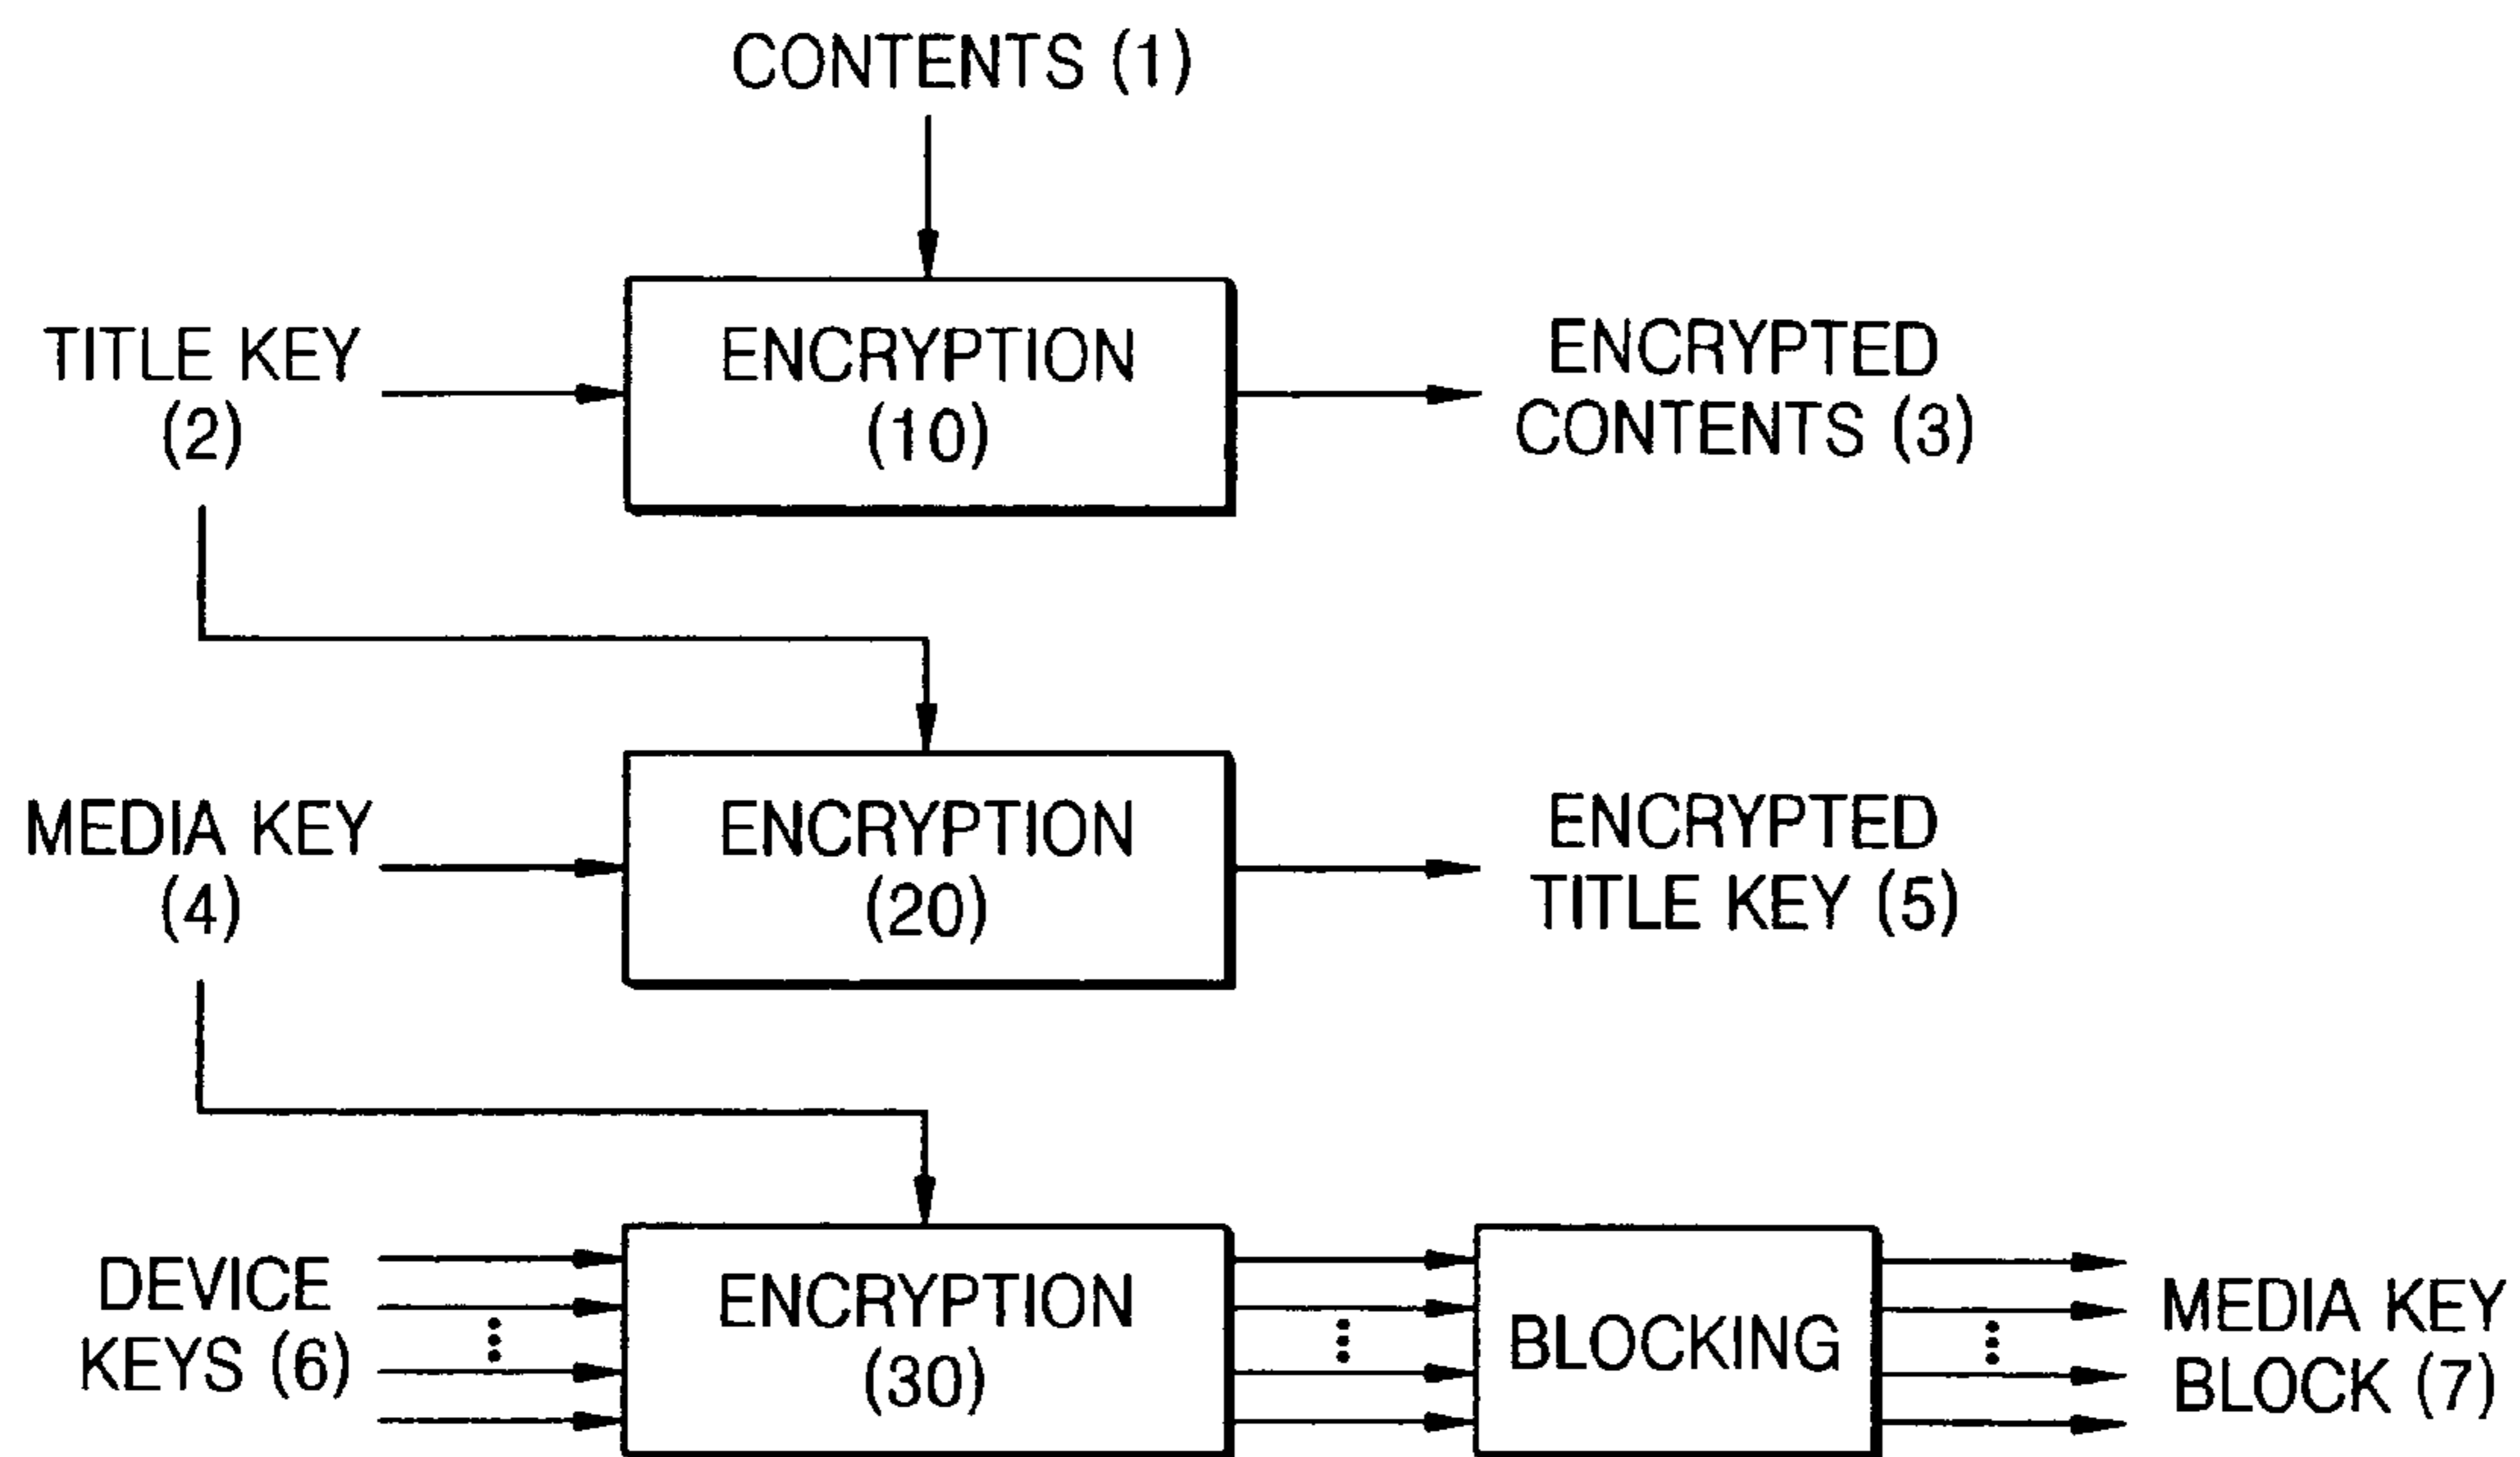 CONTENTS (1)
TITLE KEY
(2)
ENCRYPTION
(10)
ENCRYPTED
CONTENTS (3)
MEDIA KEY
(4)
ENCRYPTION
(20)
ENCRYPTED
TITLE KEY (5)
DEVICE
KEYS (6)
ENCRYPTION
(30)
BLOCKING
MEDIA KEY
BLOCK (7)